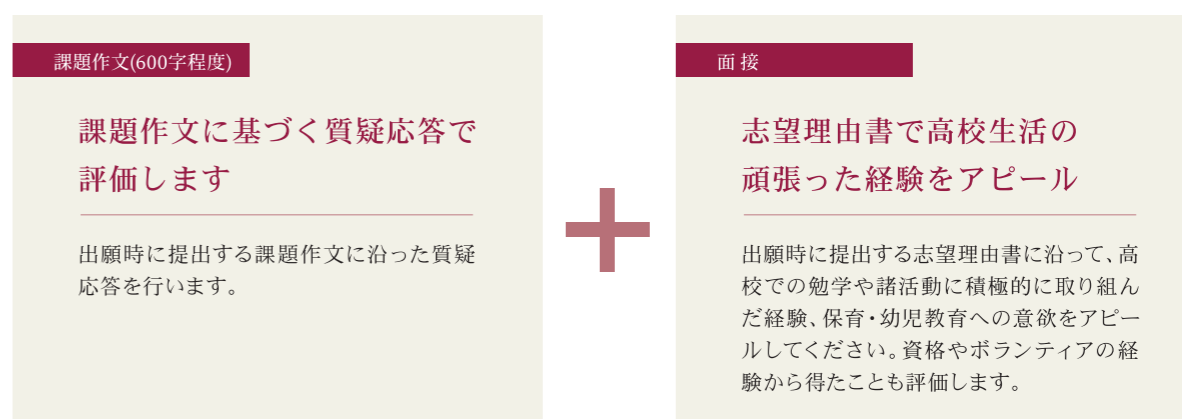 課題作文(600字程度)
課題作文に基づく質疑応答で
評価します
出願時に提出する課題作文に沿った質疑
応答を行います。
+
面 接
志望理由書で高校生活の
頑張った経験をアピール
出願時に提出する志望理由書に沿って、高
校での勉学や諸活動に積極的に取り組ん
だ経験、保育・幼児教育への意欲をアピー
ルしてください。資格やボランティアの経
験から得たことも評価します。